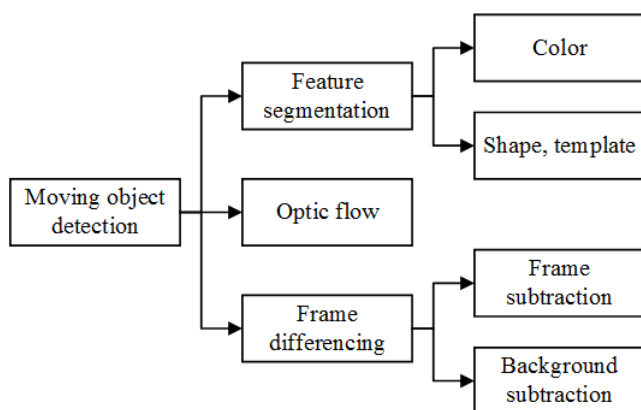 Color
Feature
segmentation
Shape, template
Moving object
detection
Optic flow
Frame
subtraction
Frame
differencing
Background
subtraction